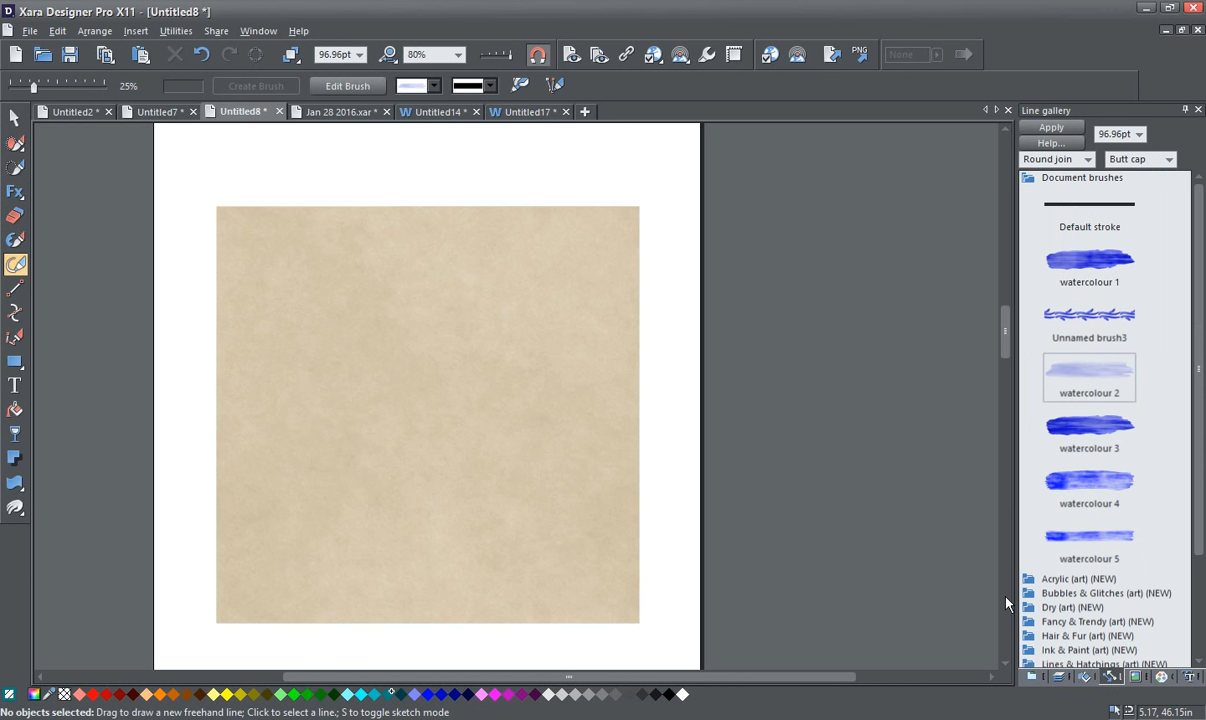 Xara Designer Pro X11 - [Untitled8 *]
File Edit Arrange Insert Utilities Share Window Help
96.96pt 80% PNG None
25% Create Brush Edit Brush
Untitled2 * Untitled7 * Untitled8 * Jan 28 2016.xar * Untitled14 * Untitled17 *
Line gallery
Apply
96.96pt
Help...
Round join Butt cap
Document brushes
Default stroke
watercolour 1
Unnamed brush3
watercolour 2
watercolour 3
watercolour 4
watercolour 5
Acrylic (art) (NEW)
Bubbles & Glitches (art) (NEW)
Dry (art) (NEW)
Fancy & Trendy (art) (NEW)
Hair & Fur (art) (NEW)
Ink & Paint (art) (NEW)
Lines & Hatchings (art) (NEW)
No objects selected: Drag to draw a new freehand line; Click to select a line.; S to toggle sketch mode
5.17, 46.15in